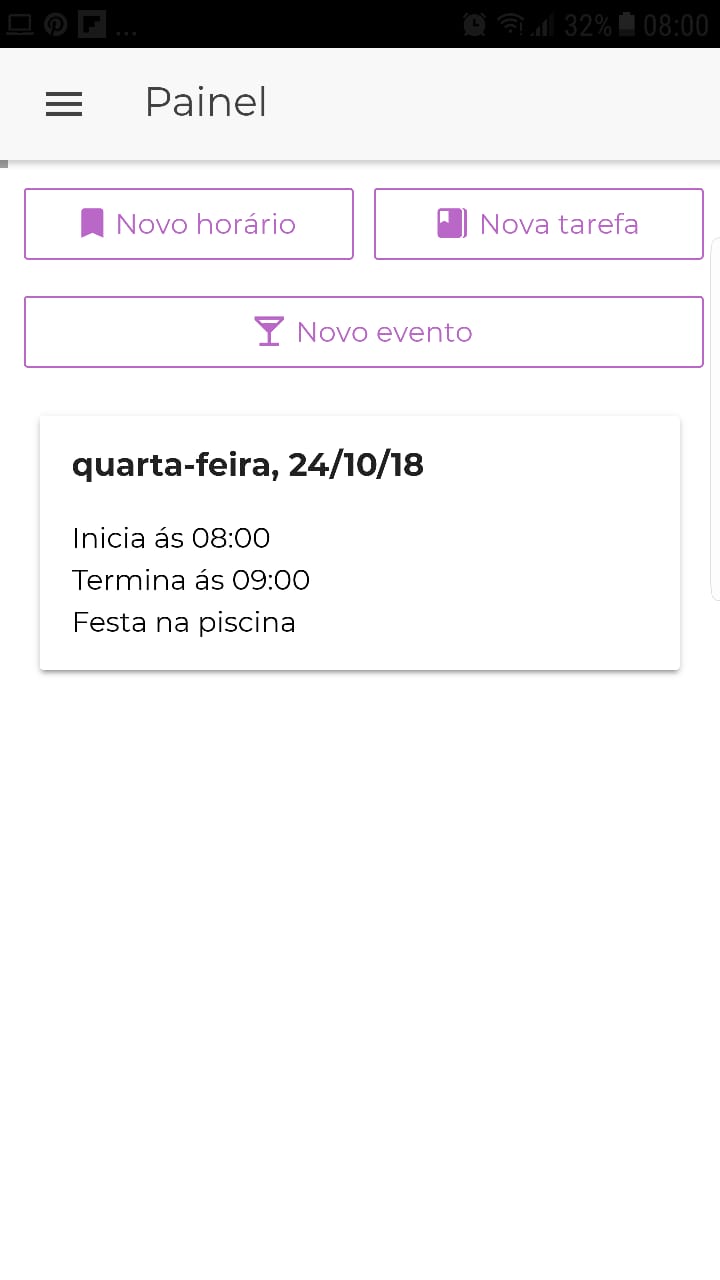 ... 32% 08:00
Painel
Novo horário Nova tarefa
Novo evento
quarta-feira, 24/10/18
Inicia ás 08:00
Termina ás 09:00
Festa na piscina